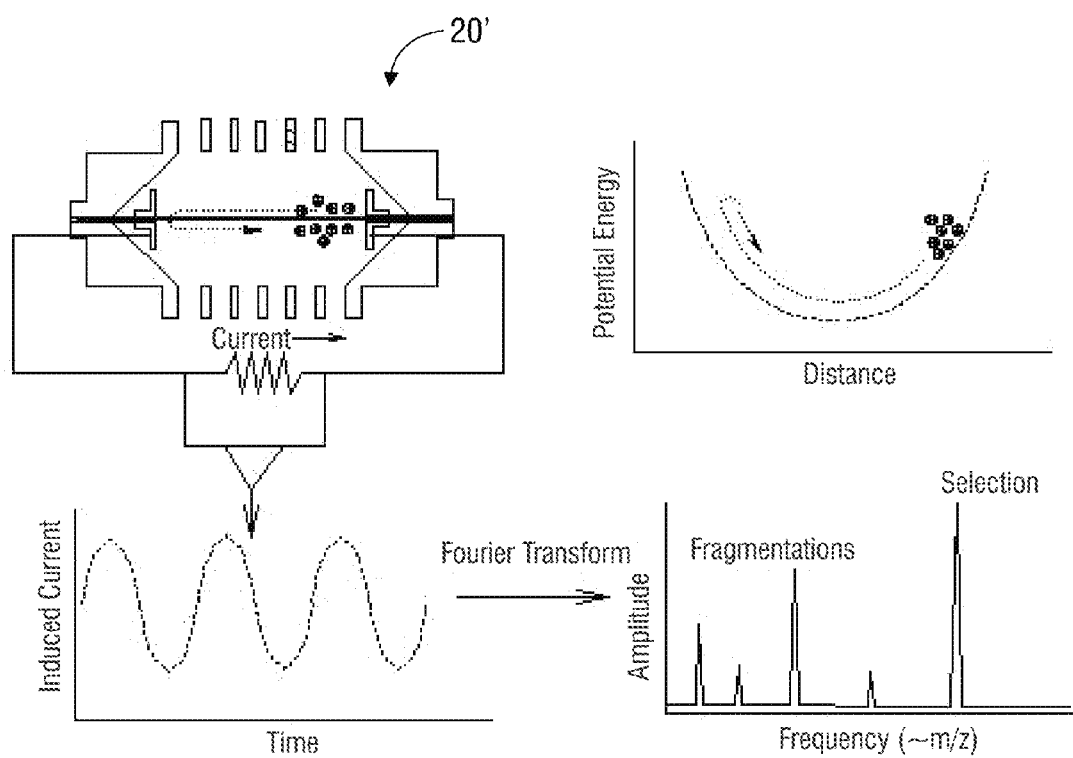 20'
Current
Potential Energy
Distance
Induced Current
Time
Fourier Transform
Selection
Fragmentations
Amplitude
Frequency (~m/z)